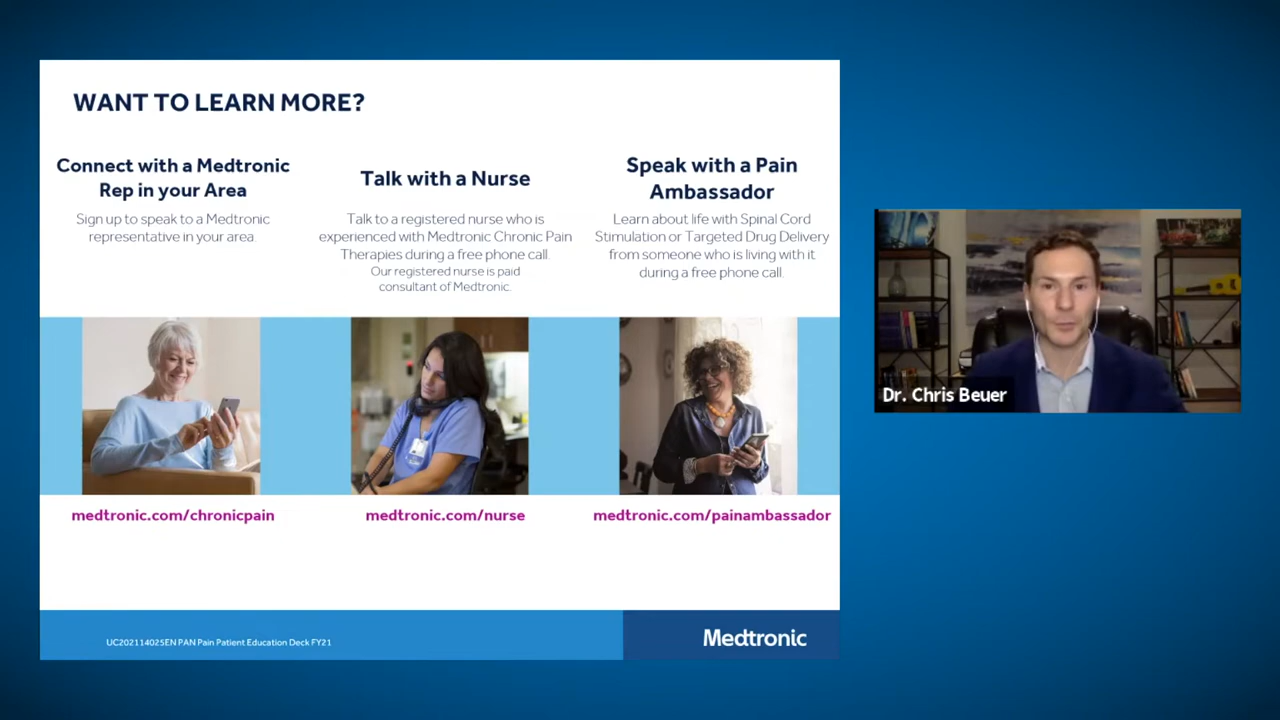 WANT TO LEARN MORE?
Connect with a Medtronic
Rep in your Area
Sign up to speak to a Medtronic
representative in your area.
Talk with a Nurse
Talk to a registered nurse who is
experienced with Medtronic Chronic Pain
Therapies during a free phone call.
Our registered nurse is paid
consultant of Medtronic.
Speak with a Pain
Ambassador
Learn about life with Spinal Cord
Stimulation or Targeted Drug Delivery
from someone who is living with it
during a free phone call.
medtronic.com/chronicpain
medtronic.com/nurse
medtronic.com/painambassador
UC202114025EN PAN Pain Patient Education Deck FY21
Medtronic
Dr. Chris Beuer